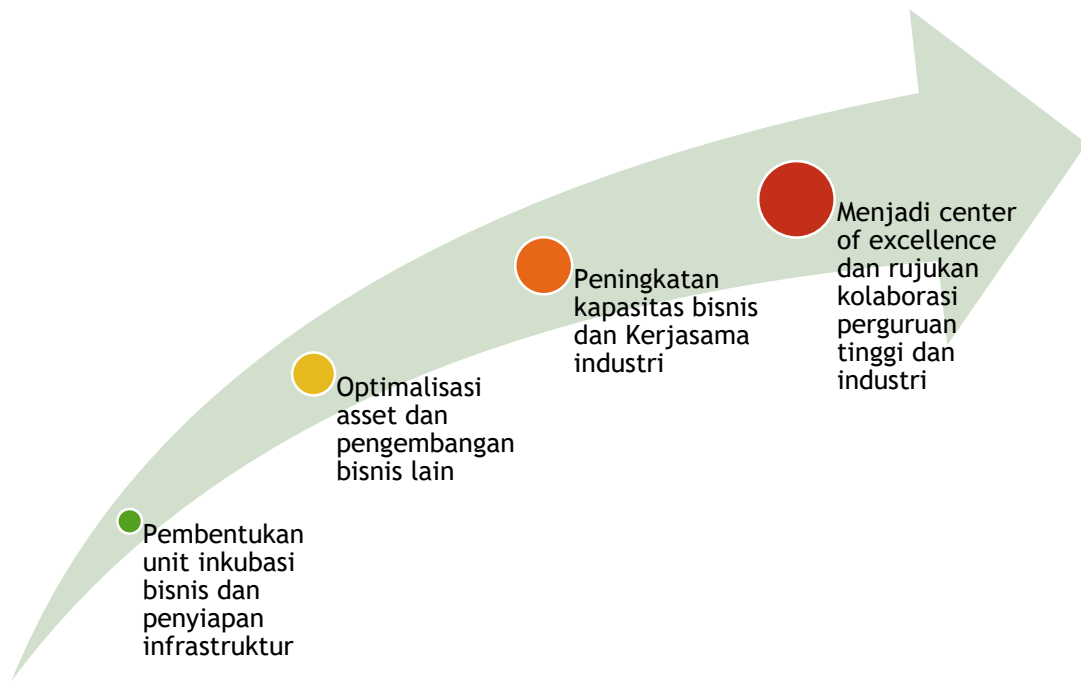 Pembentukan
unit inkubasi
bisnis dan
penyiapan
infrastruktur
Optimalisasi
asset dan
pengembangan
bisnis lain
Peningkatan
kapasitas bisnis
dan Kerjasama
industri
Menjadi center
of excellence
dan rujukan
kolaborasi
perguruan
tinggi dan
industri